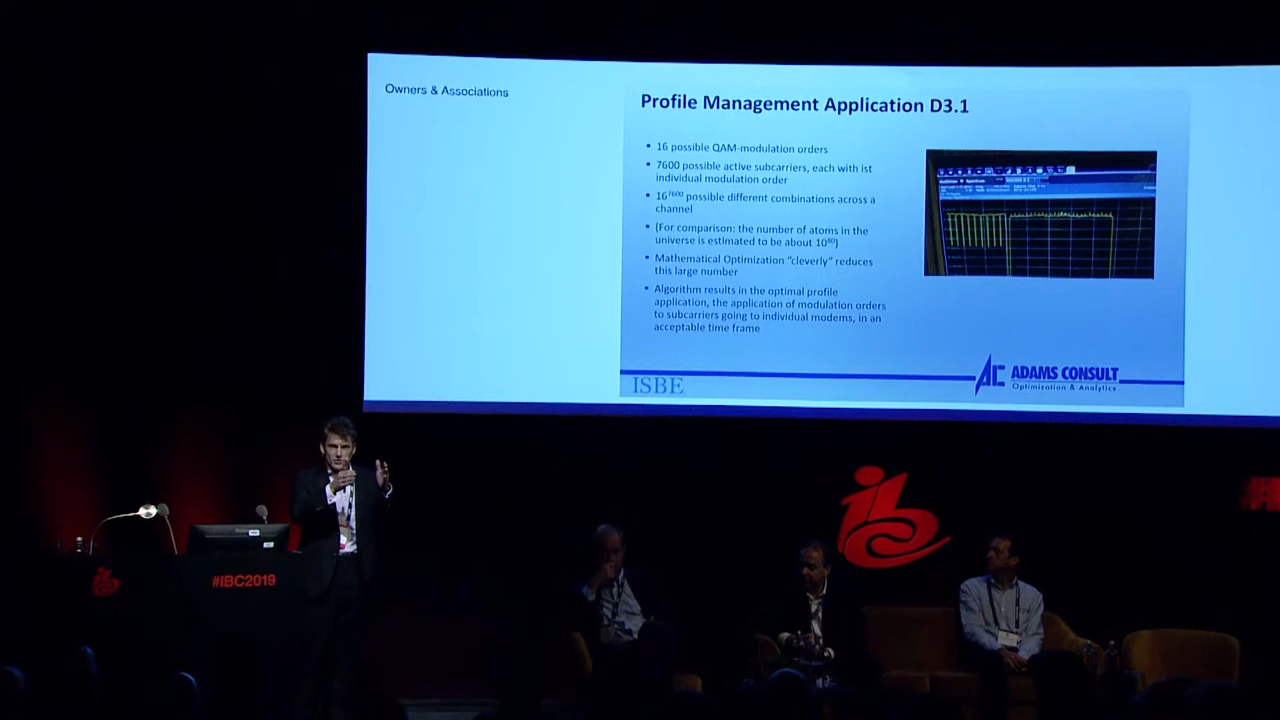 Owners & Associations
Profile Management Application D3.1
• 16 possible QAM-modulation orders
• 7600 possible active subcarriers, each with ist
individual modulation order
• 16⁷⁶⁰⁰ possible different combinations across a
channel
• (For comparison: the number of atoms in the
universe is estimated to be about 10⁸⁰)
• Mathematical Optimization "cleverly" reduces
this large number
• Algorithm results in the optimal profile
application, the application of modulation orders
to subcarriers going to individual modems, in an
acceptable time frame
ISBE
AC ADAMS CONSULT
Optimization & Analytics
#IBC2019
ibc